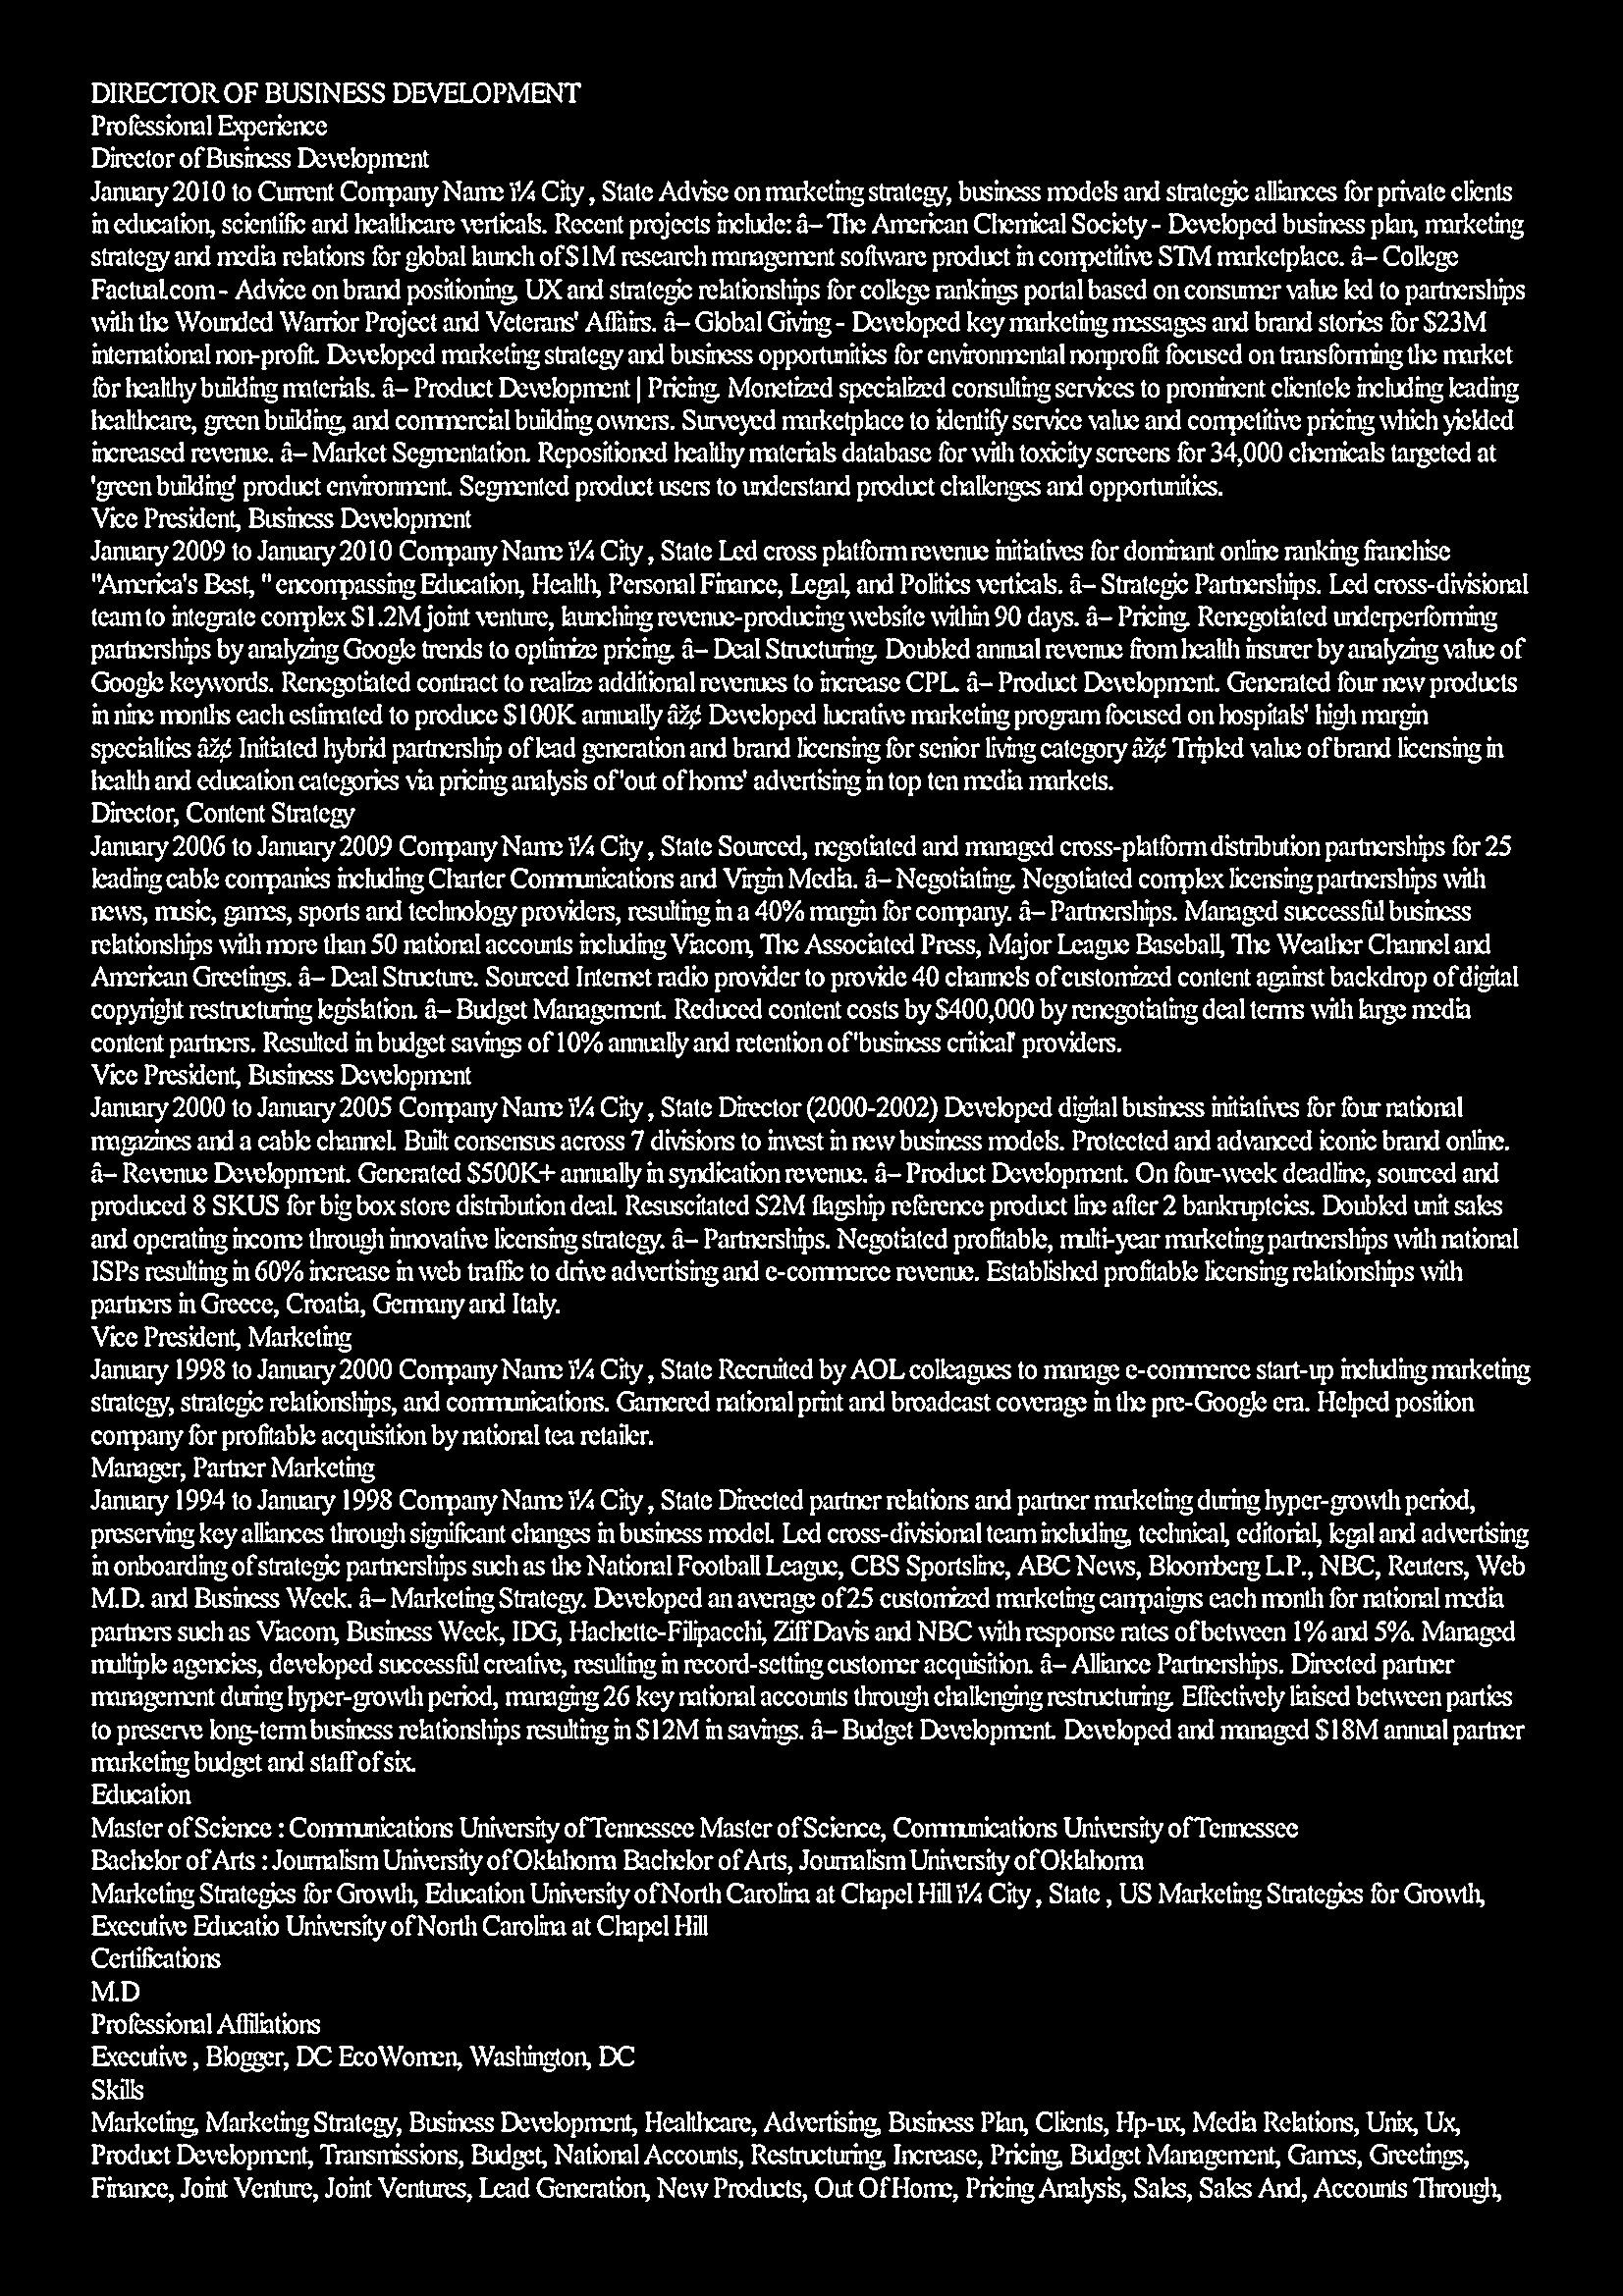 DIRECTOR OF BUSINESS DEVELOPMENT
Professional Experience
Director of Business Development
January 2010 to Current Company Name ï¼ City , State Advise on marketing strategy, business models and strategic alliances for private clients
in education, scientific and healthcare verticals. Recent projects include: â– The American Chemical Society - Developed business plan, marketing
strategy and media relations for global launch of $1M research management software product in competitive STM marketplace. â– College
Factual.com - Advice on brand positioning, UX and strategic relationships for college rankings portal based on consumer value led to partnerships
with the Wounded Warrior Project and Veterans' Affairs. â– Global Giving - Developed key marketing messages and brand stories for $23M
international non-profit. Developed marketing strategy and business opportunities for environmental nonprofit focused on transforming the market
for healthy building materials. â– Product Development | Pricing. Monetized specialized consulting services to prominent clientele including leading
healthcare, green building, and commercial building owners. Surveyed marketplace to identify service value and competitive pricing which yielded
increased revenue. â– Market Segmentation. Repositioned healthy materials database for with toxicity screens for 34,000 chemicals targeted at
'green building' product environment. Segmented product users to understand product challenges and opportunities.
Vice President, Business Development
January 2009 to January 2010 Company Name ï¼ City , State Led cross platform revenue initiatives for dominant online ranking franchise
"America's Best, " encompassing Education, Health, Personal Finance, Legal, and Politics verticals. â– Strategic Partnerships. Led cross-divisional
team to integrate complex $1.2M joint venture, launching revenue-producing website within 90 days. â– Pricing. Renegotiated underperforming
partnerships by analyzing Google trends to optimize pricing. â– Deal Structuring. Doubled annual revenue from health insurer by analyzing value of
Google keywords. Renegotiated contract to realize additional revenues to increase CPL. â– Product Development. Generated four new products
in nine months each estimated to produce $100K annually âž¢ Developed lucrative marketing program focused on hospitals' high margin
specialties âž¢ Initiated hybrid partnership of lead generation and brand licensing for senior living category âž¢ Tripled value of brand licensing in
health and education categories via pricing analysis of 'out of home' advertising in top ten media markets.
Director, Content Strategy
January 2006 to January 2009 Company Name ï¼ City , State Sourced, negotiated and managed cross-platform distribution partnerships for 25
leading cable companies including Charter Communications and Virgin Media. â– Negotiating. Negotiated complex licensing partnerships with
news, music, games, sports and technology providers, resulting in a 40% margin for company. â– Partnerships. Managed successful business
relationships with more than 50 national accounts including Viacom, The Associated Press, Major League Baseball, The Weather Channel and
American Greetings. â– Deal Structure. Sourced Internet radio provider to provide 40 channels of customized content against backdrop of digital
copyright restructuring legislation. â– Budget Management. Reduced content costs by $400,000 by renegotiating deal terms with large media
content partners. Resulted in budget savings of 10% annually and retention of 'business critical' providers.
Vice President, Business Development
January 2000 to January 2005 Company Name ï¼ City , State Director (2000-2002) Developed digital business initiatives for four national
magazines and a cable channel. Built consensus across 7 divisions to invest in new business models. Protected and advanced iconic brand online.
â– Revenue Development. Generated $500K+ annually in syndication revenue. â– Product Development. On four-week deadline, sourced and
produced 8 SKUS for big box store distribution deal. Resuscitated $2M flagship reference product line after 2 bankruptcies. Doubled unit sales
and operating income through innovative licensing strategy. â– Partnerships. Negotiated profitable, multi-year marketing partnerships with national
ISPs resulting in 60% increase in web traffic to drive advertising and e-commerce revenue. Established profitable licensing relationships with
partners in Greece, Croatia, Germany and Italy.
Vice President, Marketing
January 1998 to January 2000 Company Name ï¼ City , State Recruited by AOL colleagues to manage e-commerce start-up including marketing
strategy, strategic relationships, and communications. Garnered national print and broadcast coverage in the pre-Google era. Helped position
company for profitable acquisition by national tea retailer.
Manager, Partner Marketing
January 1994 to January 1998 Company Name ï¼ City , State Directed partner relations and partner marketing during hyper-growth period,
preserving key alliances through significant changes in business model. Led cross-divisional team including, technical, editorial, legal and advertising
in onboarding of strategic partnerships such as the National Football League, CBS Sportsline, ABC News, Bloomberg L.P., NBC, Reuters, Web
M.D. and Business Week. â– Marketing Strategy. Developed an average of 25 customized marketing campaigns each month for national media
partners such as Viacom, Business Week, IDG, Hachette-Filipacchi, Ziff Davis and NBC with response rates of between 1% and 5%. Managed
multiple agencies, developed successful creative, resulting in record-setting customer acquisition. â– Alliance Partnerships. Directed partner
management during hyper-growth period, managing 26 key national accounts through challenging restructuring. Effectively liaised between parties
to preserve long-term business relationships resulting in $12M in savings. â– Budget Development. Developed and managed $18M annual partner
marketing budget and staff of six.
Education
Master of Science : Communications University of Tennessee Master of Science, Communications University of Tennessee
Bachelor of Arts : Journalism University of Oklahoma Bachelor of Arts, Journalism University of Oklahoma
Marketing Strategies for Growth, Education University of North Carolina at Chapel Hill ï¼ City , State , US Marketing Strategies for Growth,
Executive Educatio University of North Carolina at Chapel Hill
Certifications
M.D
Professional Affiliations
Executive , Blogger, DC EcoWomen, Washington, DC
Skills
Marketing, Marketing Strategy, Business Development, Healthcare, Advertising, Business Plan, Clients, Hp-ux, Media Relations, Unix, Ux,
Product Development, Transmissions, Budget, National Accounts, Restructuring, Increase, Pricing, Budget Management, Games, Greetings,
Finance, Joint Venture, Joint Ventures, Lead Generation, New Products, Out Of Home, Pricing Analysis, Sales, Sales And, Accounts Through,